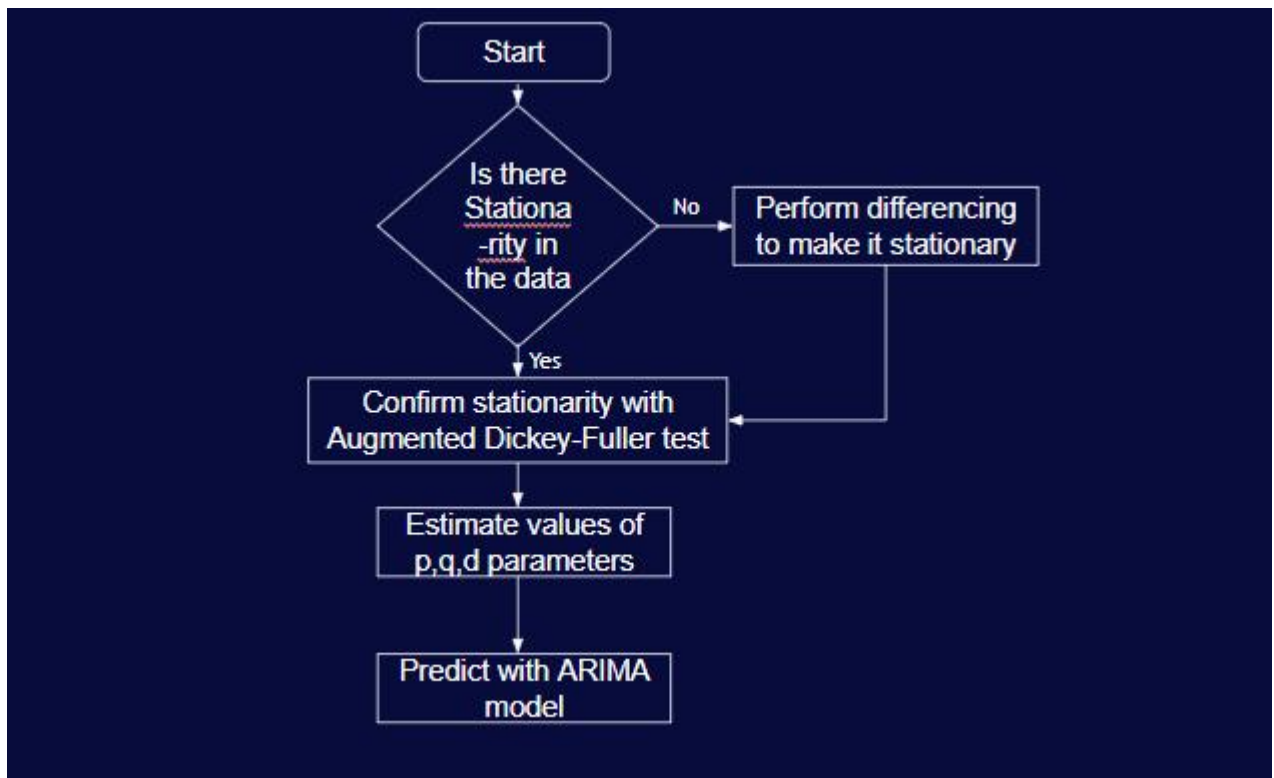 Start
Is there
Stationa
-rity in
the data
No
Perform differencing
to make it stationary
Yes
Confirm stationarity with
Augmented Dickey-Fuller test
Estimate values of
p,q,d parameters
Predict with ARIMA
model